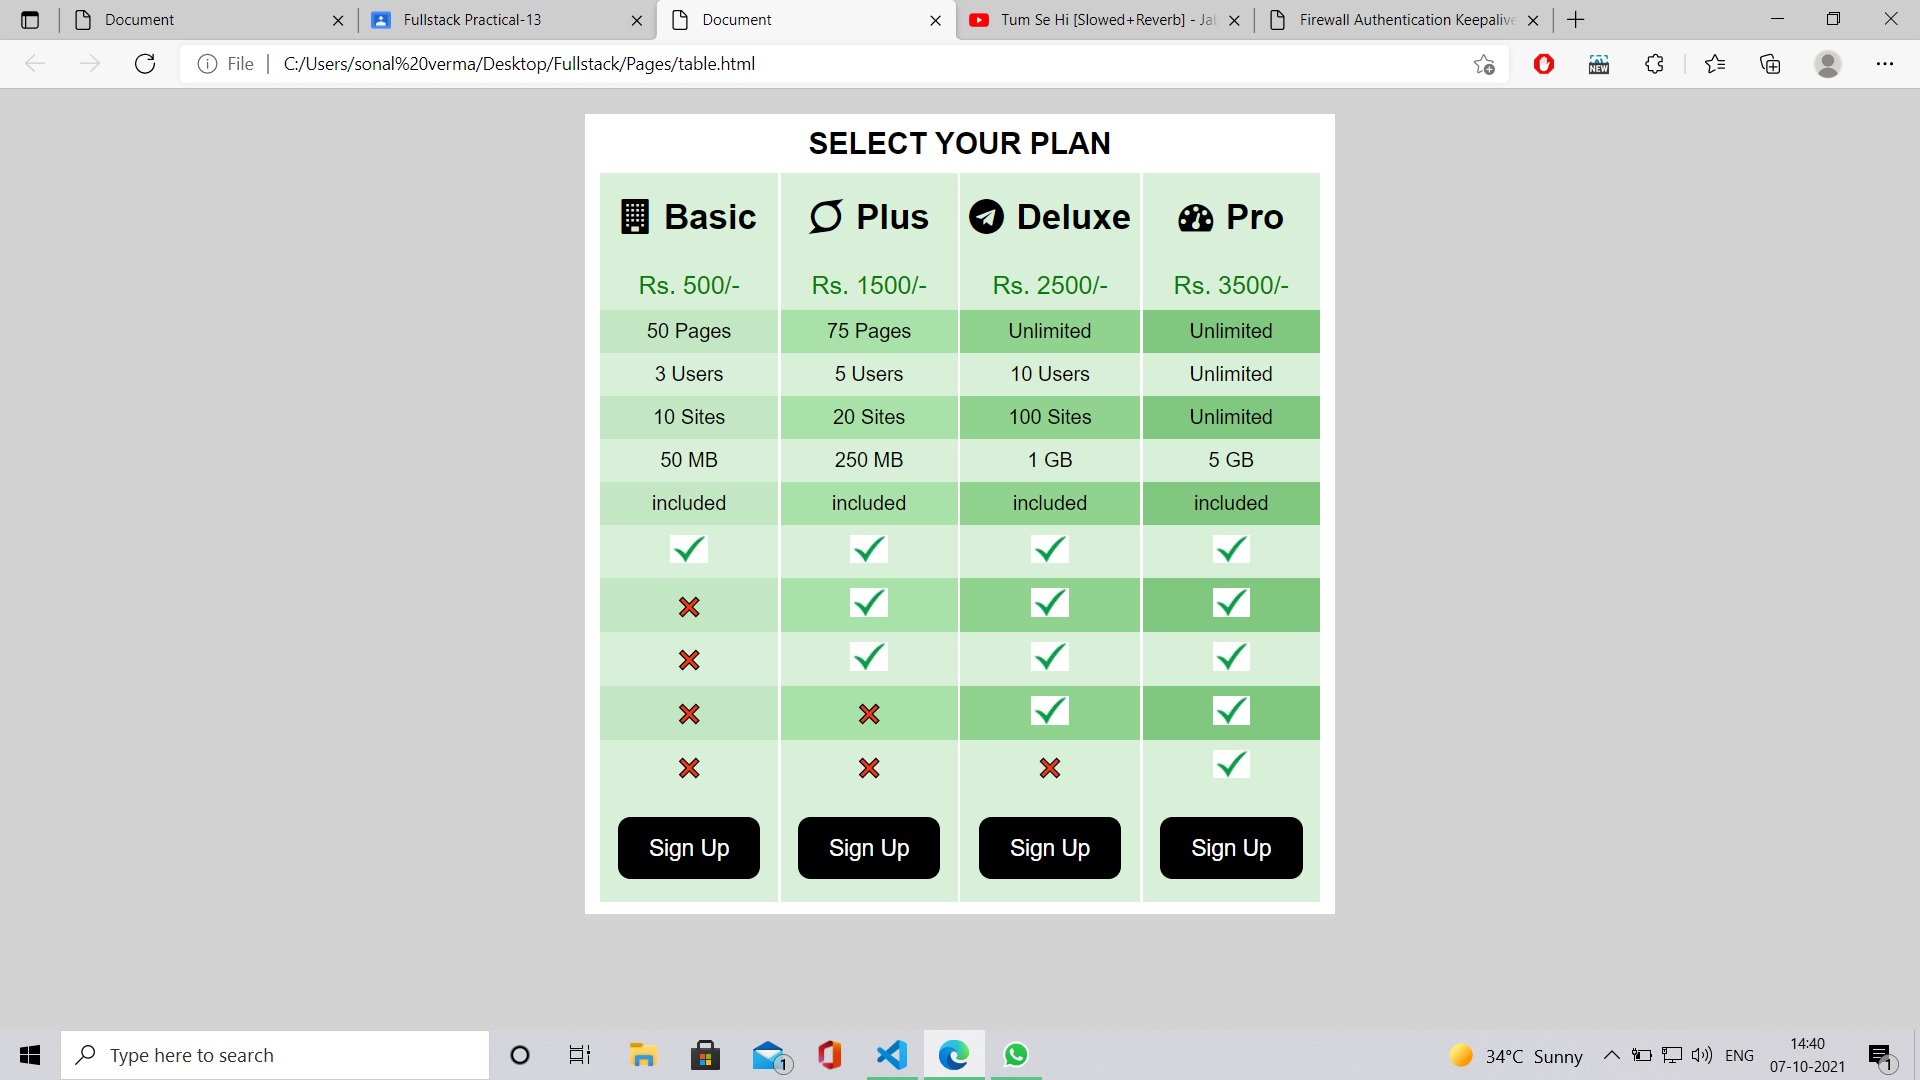 Document
Fullstack Practical-13
Document
Tum Se Hi [Slowed+Reverb] - Jal
Firewall Authentication Keepalive
File
C:/Users/sonal%20verma/Desktop/Fullstack/Pages/table.html
NEW
SELECT YOUR PLAN
Basic Plus Deluxe Pro
Rs. 500/- Rs. 1500/- Rs. 2500/- Rs. 3500/-
50 Pages 75 Pages Unlimited Unlimited
3 Users 5 Users 10 Users Unlimited
10 Sites 20 Sites 100 Sites Unlimited
50 MB 250 MB 1 GB 5 GB
included included included included
Sign Up Sign Up Sign Up Sign Up
Type here to search
1
34°C Sunny
ENG
14:40
07-10-2021
1